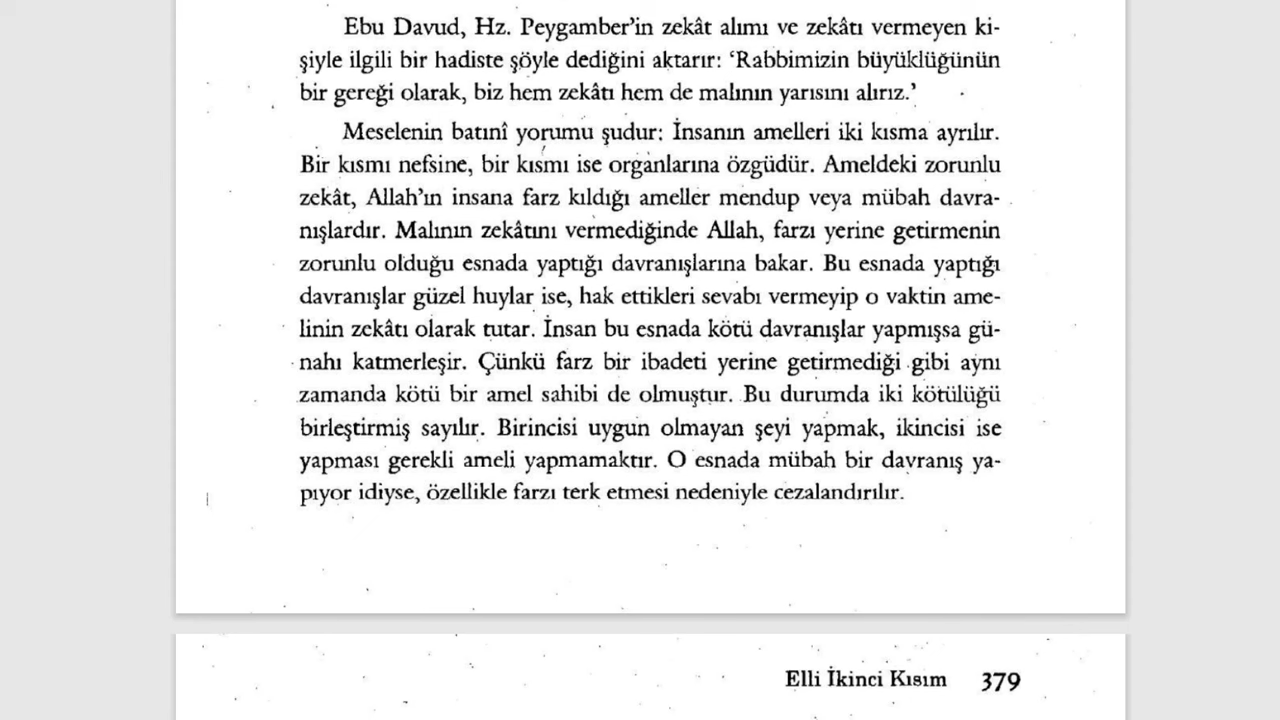 Ebu Davud, Hz. Peygamber'in zekât alımı ve zekâtı vermeyen ki-
şiyle ilgili bir hadiste şöyle dediğini aktarır: 'Rabbimizin büyüklüğünün
bir gereği olarak, biz hem zekâtı hem de malının yarısını alırız.'
Meselenin batınî yorumu şudur: İnsanın amelleri iki kısma ayrılır.
Bir kısmı nefsine, bir kısmı ise organlarına özgüdür. Ameldeki zorunlu
zekât, Allah'ın insana farz kıldığı ameller mendup veya mübah davra-
nışlardır. Malının zekâtını vermediğinde Allah, farzı yerine getirmenin
zorunlu olduğu esnada yaptığı davranışlarına bakar. Bu esnada yaptığı
davranışlar güzel huylar ise, hak ettikleri sevabı vermeyip o vaktin ame-
linin zekâtı olarak tutar. İnsan bu esnada kötü davranışlar yapmışsa gü-
nahı katmerleşir. Çünkü farz bir ibadeti yerine getirmediği gibi aynı
zamanda kötü bir amel sahibi de olmuştur. Bu durumda iki kötülüğü
birleştirmiş sayılır. Birincisi uygun olmayan şeyi yapmak, ikincisi ise
yapması gerekli ameli yapmamaktır. O esnada mübah bir davranış ya-
pıyor idiyse, özellikle farzı terk etmesi nedeniyle cezalandırılır.
Elli İkinci Kısım 379